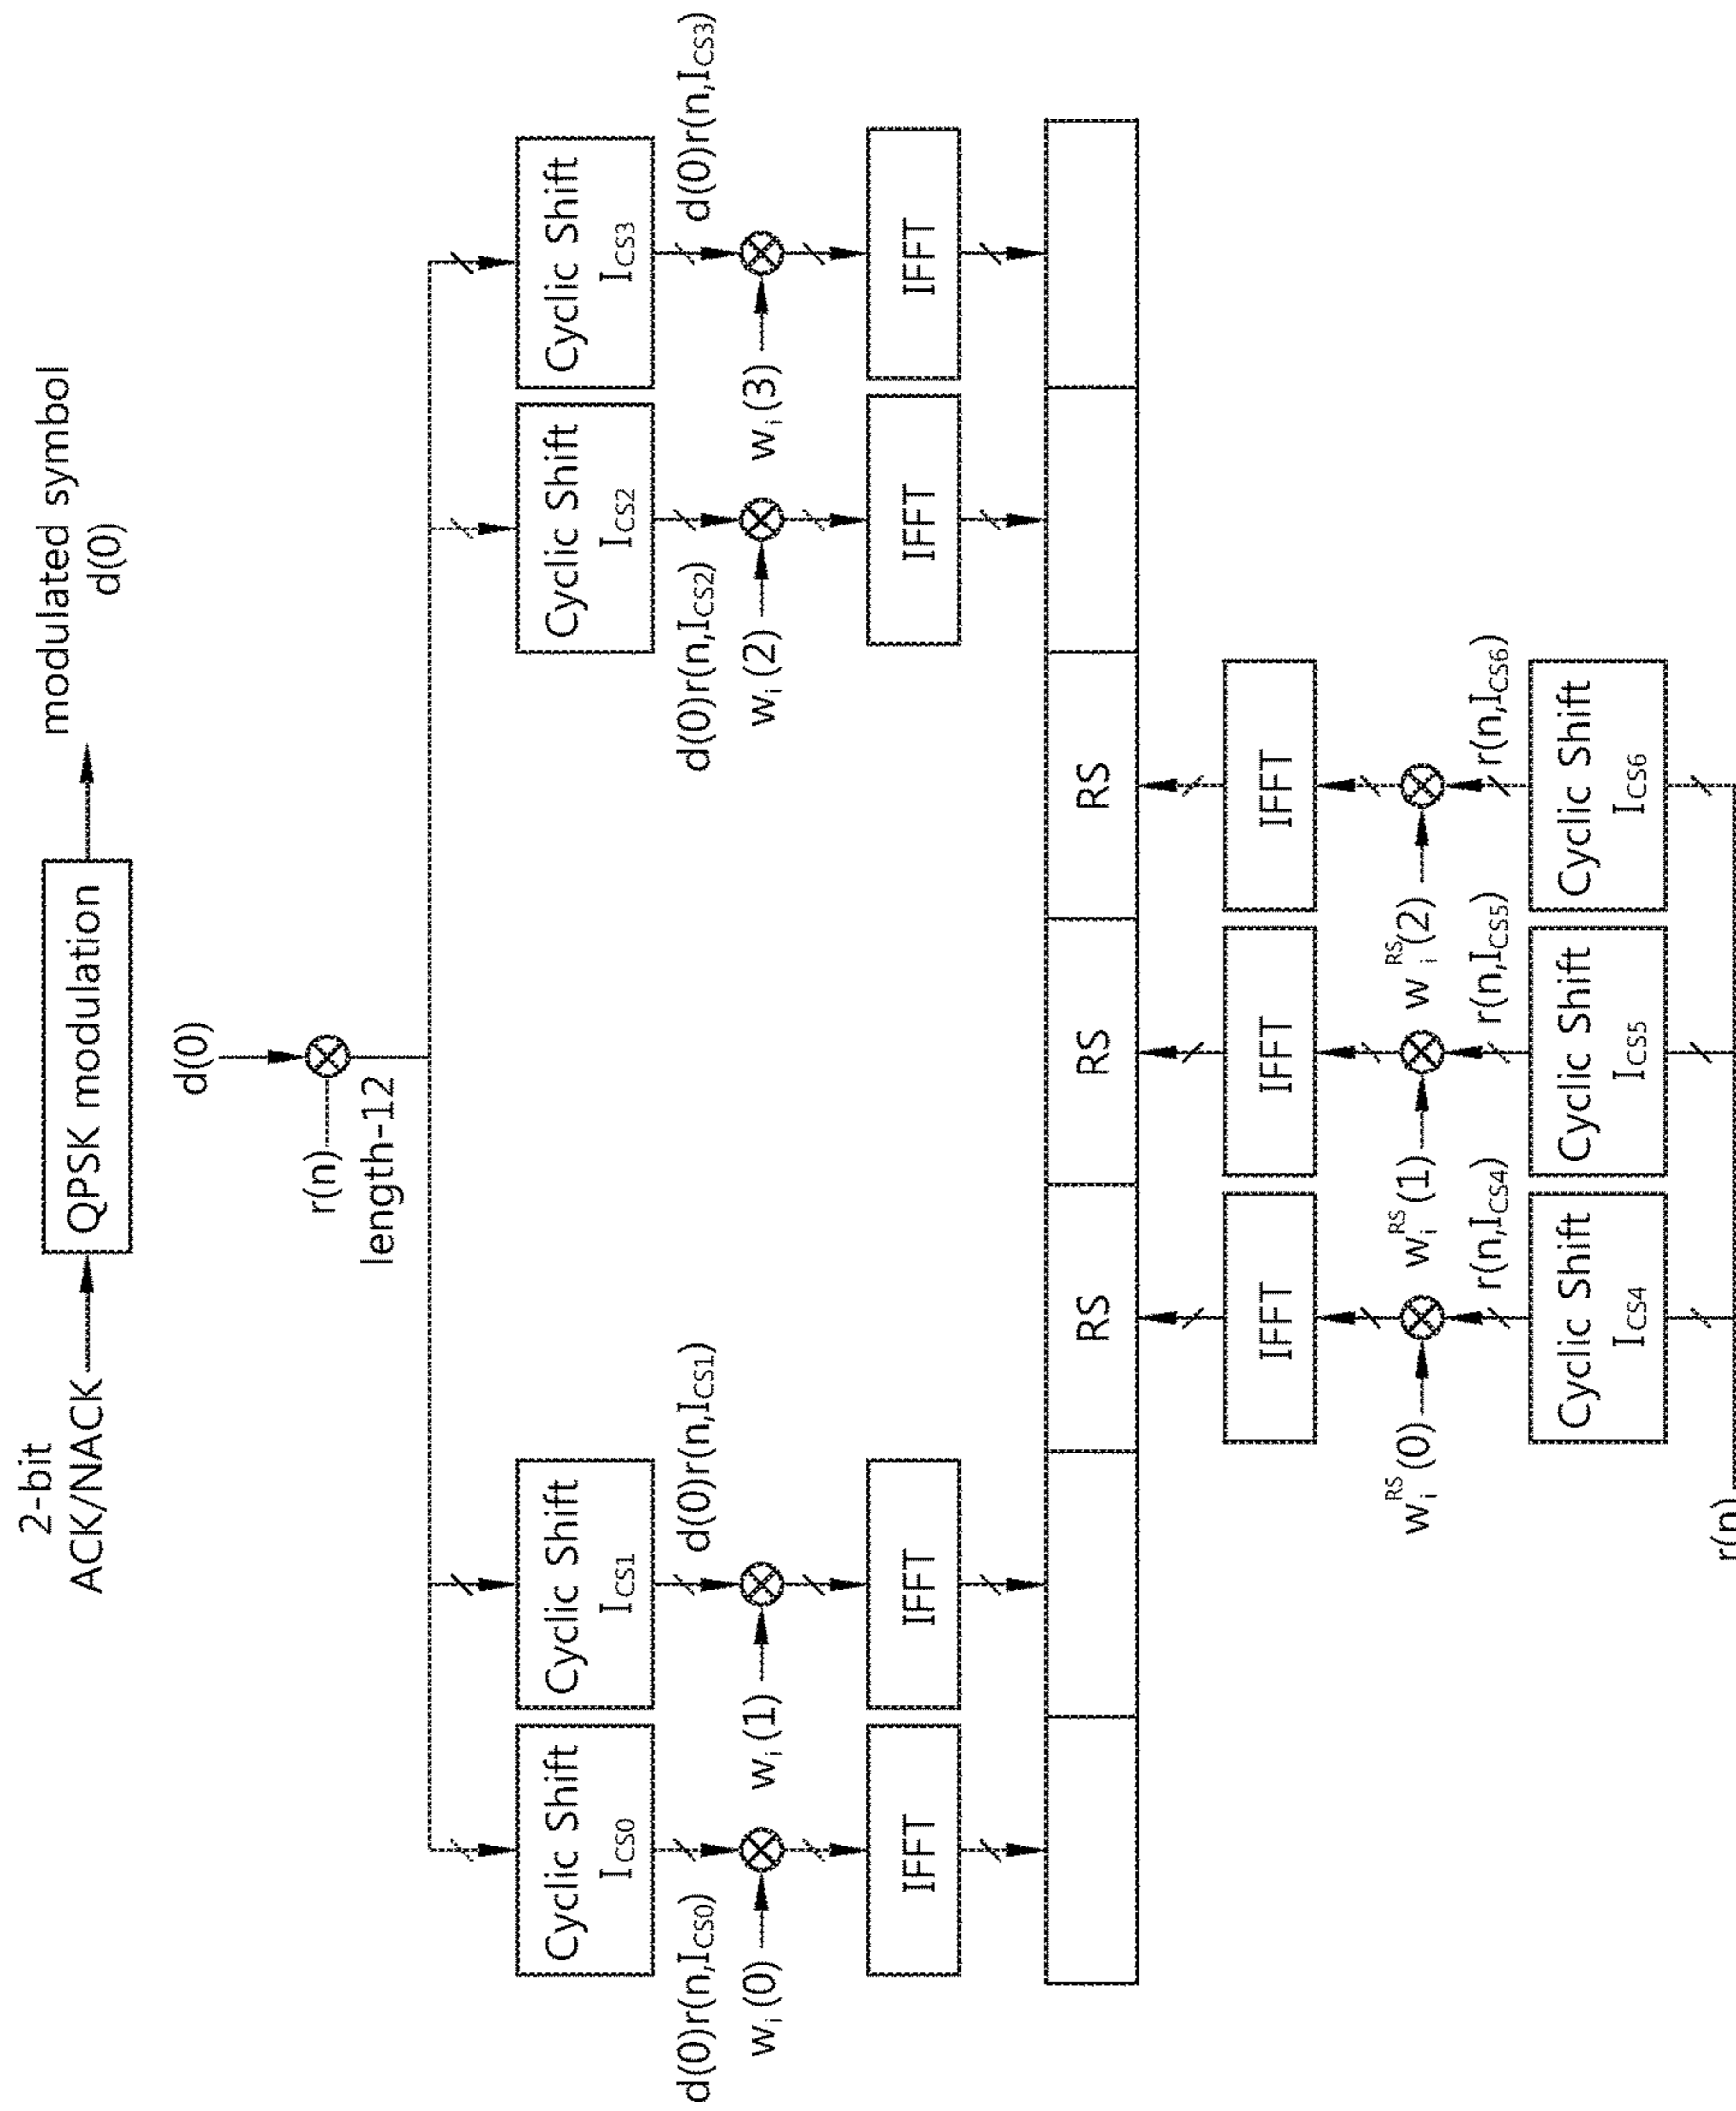 2-bit
ACK/NACK
QPSK modulation
modulated symbol
d(0)
d(0)
r(n)
length-12
Cyclic Shift
I_CS0
Cyclic Shift
I_CS1
Cyclic Shift
I_CS2
Cyclic Shift
I_CS3
d(0)r(n,I_CS0)
d(0)r(n,I_CS1)
d(0)r(n,I_CS2)
d(0)r(n,I_CS3)
w_i(0)
w_i(1)
w_i(2)
w_i(3)
IFFT
IFFT
IFFT
IFFT
RS
RS
RS
IFFT
IFFT
IFFT
w_i^RS(0)
w_i^RS(1)
w_i^RS(2)
r(n,I_CS4)
r(n,I_CS5)
r(n,I_CS6)
Cyclic Shift
I_CS4
Cyclic Shift
I_CS5
Cyclic Shift
I_CS6
r(n)